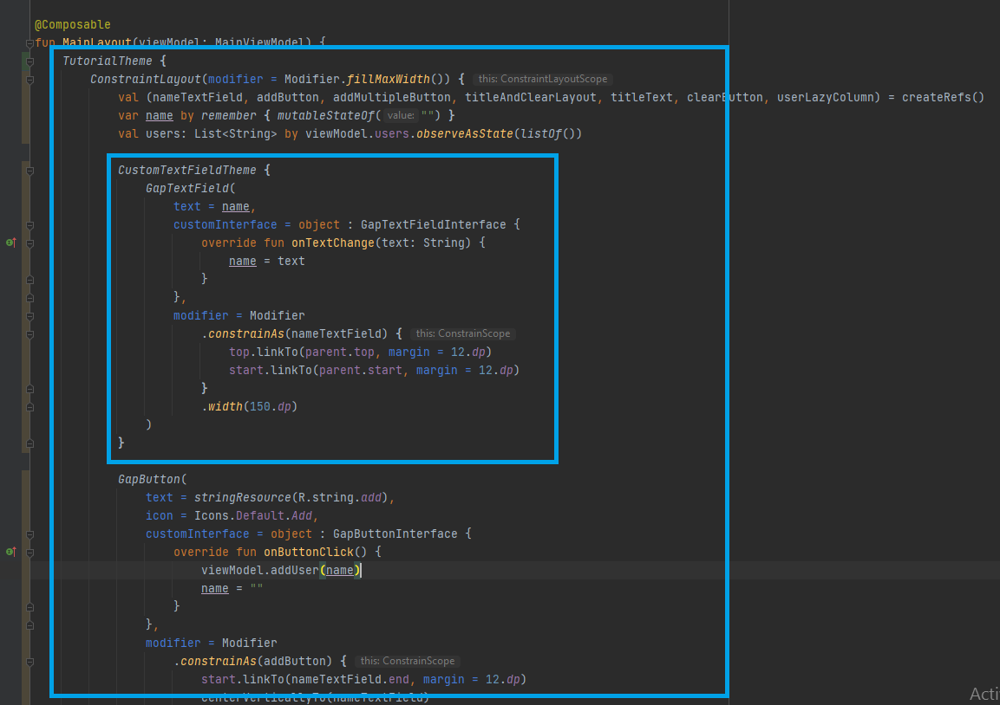 @Composable
fun MainLayout(viewModel: MainViewModel) {
TutorialTheme {
ConstraintLayout(modifier = Modifier.fillMaxWidth()) { this: ConstraintLayoutScope
val (nameTextField, addButton, addMultipleButton, titleAndClearLayout, titleText, clearButton, userLazyColumn) = createRefs()
var name by remember { mutableStateOf( value: "") }
val users: List<String> by viewModel.users.observeAsState(listOf())
CustomTextFieldTheme {
GapTextField(
text = name,
customInterface = object : GapTextFieldInterface {
override fun onTextChange(text: String) {
name = text
}
},
modifier = Modifier
.constrainAs(nameTextField) { this: ConstrainScope
top.linkTo(parent.top, margin = 12.dp)
start.linkTo(parent.start, margin = 12.dp)
}
.width(150.dp)
)
}
GapButton(
text = stringResource(R.string.add),
icon = Icons.Default.Add,
customInterface = object : GapButtonInterface {
override fun onButtonClick() {
viewModel.addUser(name)
name = ""
}
},
modifier = Modifier
.constrainAs(addButton) { this: ConstrainScope
start.linkTo(nameTextField.end, margin = 12.dp)
centerVerticallyTo(nameTextField)
Acti